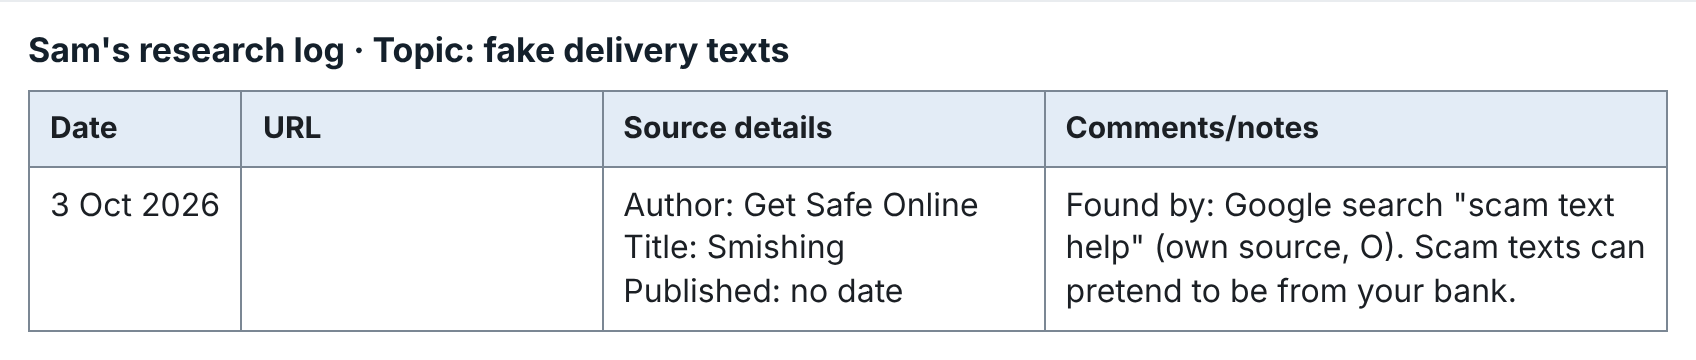 Sam's research log · Topic: fake delivery texts
Date URL Source details Comments/notes
3 Oct 2026
Author: Get Safe Online
Title: Smishing
Published: no date
Found by: Google search "scam text
help" (own source, O). Scam texts can
pretend to be from your bank.